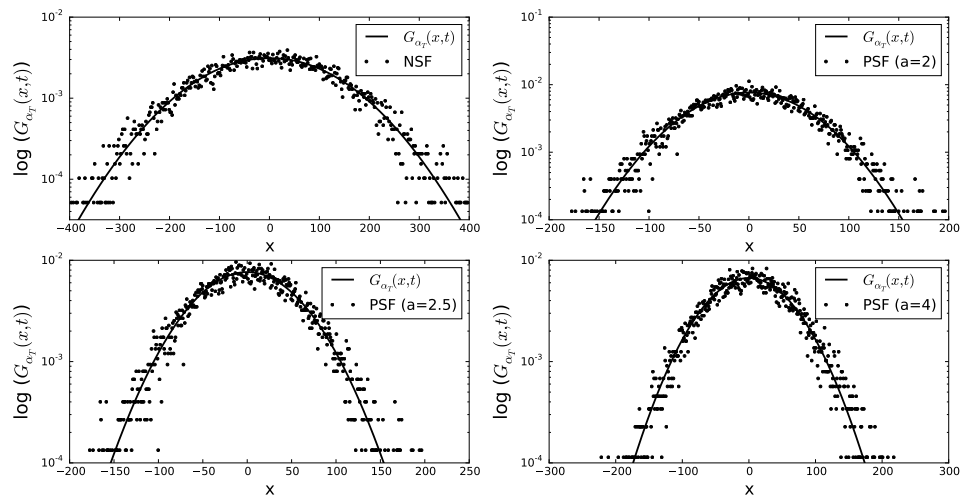 10^{-2}
10^{-3}
10^{-4}
log (G_{α_T}(x,t))
G_{α_T}(x,t)
NSF
−400 −300 −200 −100 0 100 200 300 400
x
10^{-1}
10^{-2}
10^{-3}
10^{-4}
log (G_{α_T}(x,t))
G_{α_T}(x,t)
PSF (a=2)
−150 −100 −50 0 50 100 150 200
−200
x
10^{-2}
10^{-3}
10^{-4}
log (G_{α_T}(x,t))
G_{α_T}(x,t)
PSF (a=2.5)
−200 −150 −100 −50 0 50 100 150 200 250
x
10^{-2}
10^{-3}
10^{-4}
log (G_{α_T}(x,t))
G_{α_T}(x,t)
PSF (a=4)
−300 −200 −100 0 100 200 300
x